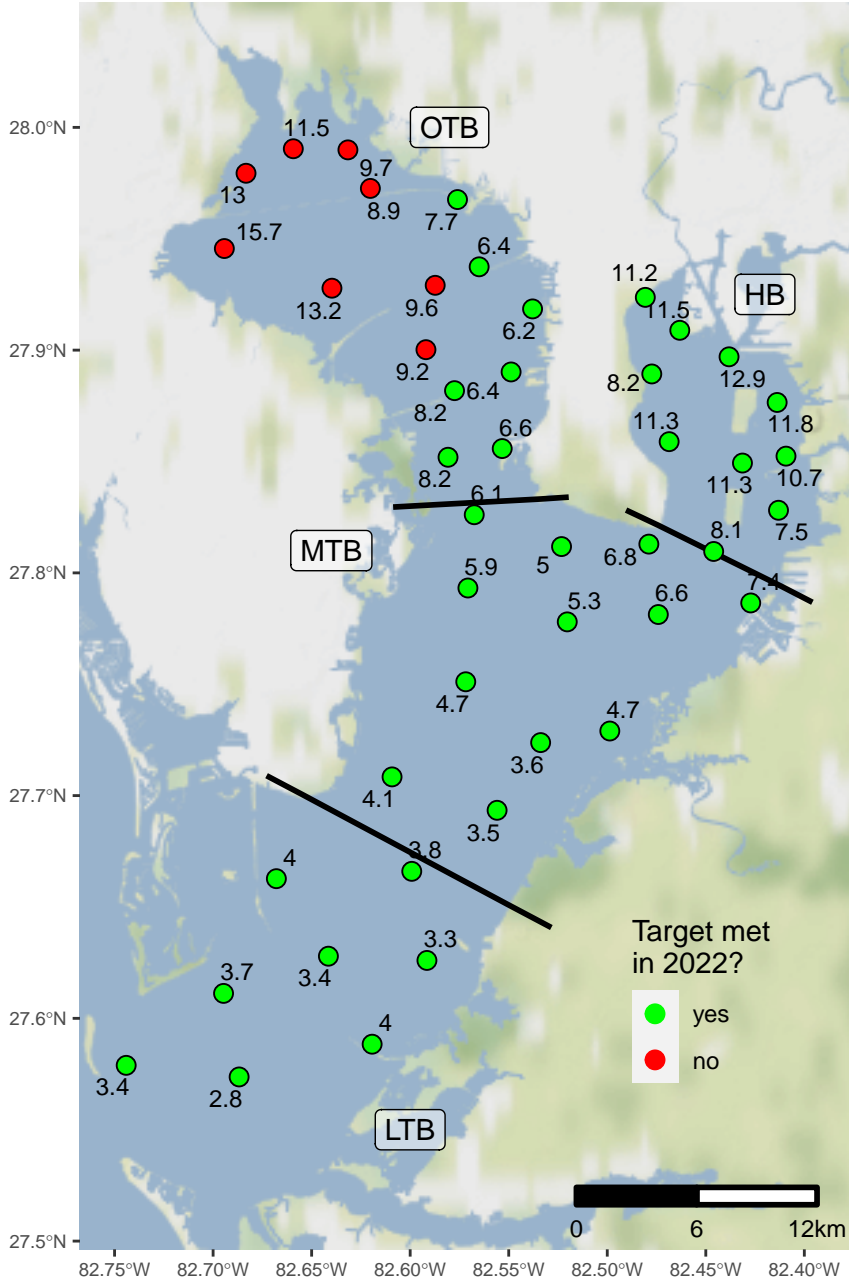 28.0°N
27.9°N
27.8°N
27.7°N
27.6°N
27.5°N
11.5
OTB
9.7
13
8.9
7.7
15.7
6.4
11.2
HB
13.2
9.6
6.2
11.5
9.2
8.2
12.9
8.2
6.4
11.3
11.8
6.6
8.2
11.3
10.7
6.1
7.5
MTB
5
6.8
8.1
5.9
7.4
5.3
6.6
4.7
4.7
3.6
4.1
3.5
3.8
4
Target met
in 2022?
yes
no
3.3
3.4
3.7
4
3.4
2.8
LTB
0
6
12km
82.75°W
82.70°W
82.65°W
82.60°W
82.55°W
82.50°W
82.45°W
82.40°W